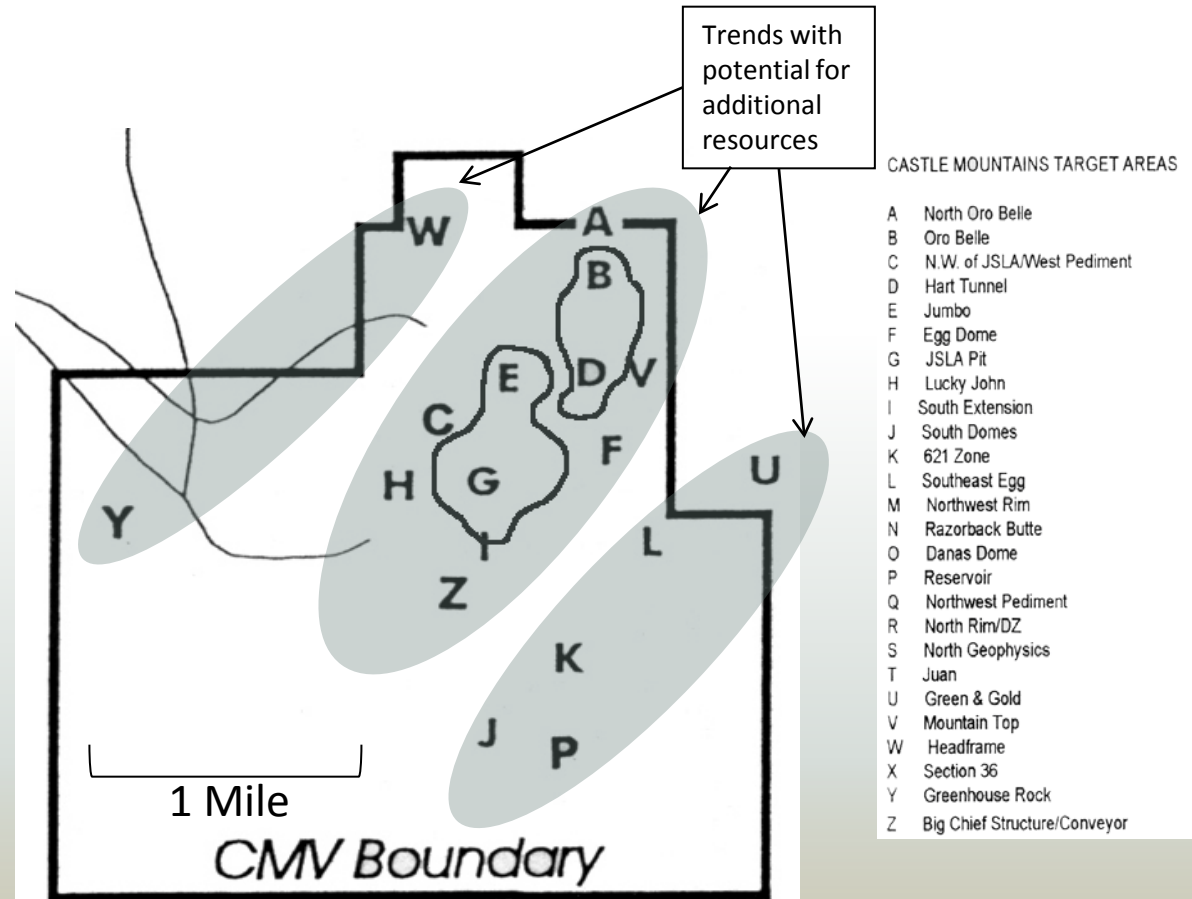 Trends with
potential for
additional
resources
W
A
B
E
D
V
C
F
H
G
U
I
L
Y
Z
K
J
P
1 Mile
CMV Boundary
CASTLE MOUNTAINS TARGET AREAS
A North Oro Belle
B Oro Belle
C N.W. of JSLA/West Pediment
D Hart Tunnel
E Jumbo
F Egg Dome
G JSLA Pit
H Lucky John
I South Extension
J South Domes
K 621 Zone
L Southeast Egg
M Northwest Rim
N Razorback Butte
O Danas Dome
P Reservoir
Q Northwest Pediment
R North Rim/DZ
S North Geophysics
T Juan
U Green & Gold
V Mountain Top
W Headframe
X Section 36
Y Greenhouse Rock
Z Big Chief Structure/Conveyor